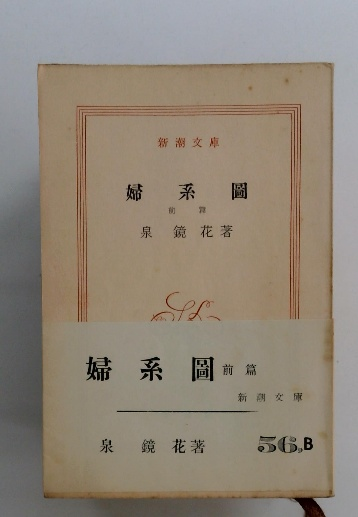 新潮文庫
婦系圖
前篇
泉鏡花著
婦系圖 前篇
新潮文庫
泉鏡花著 56,B